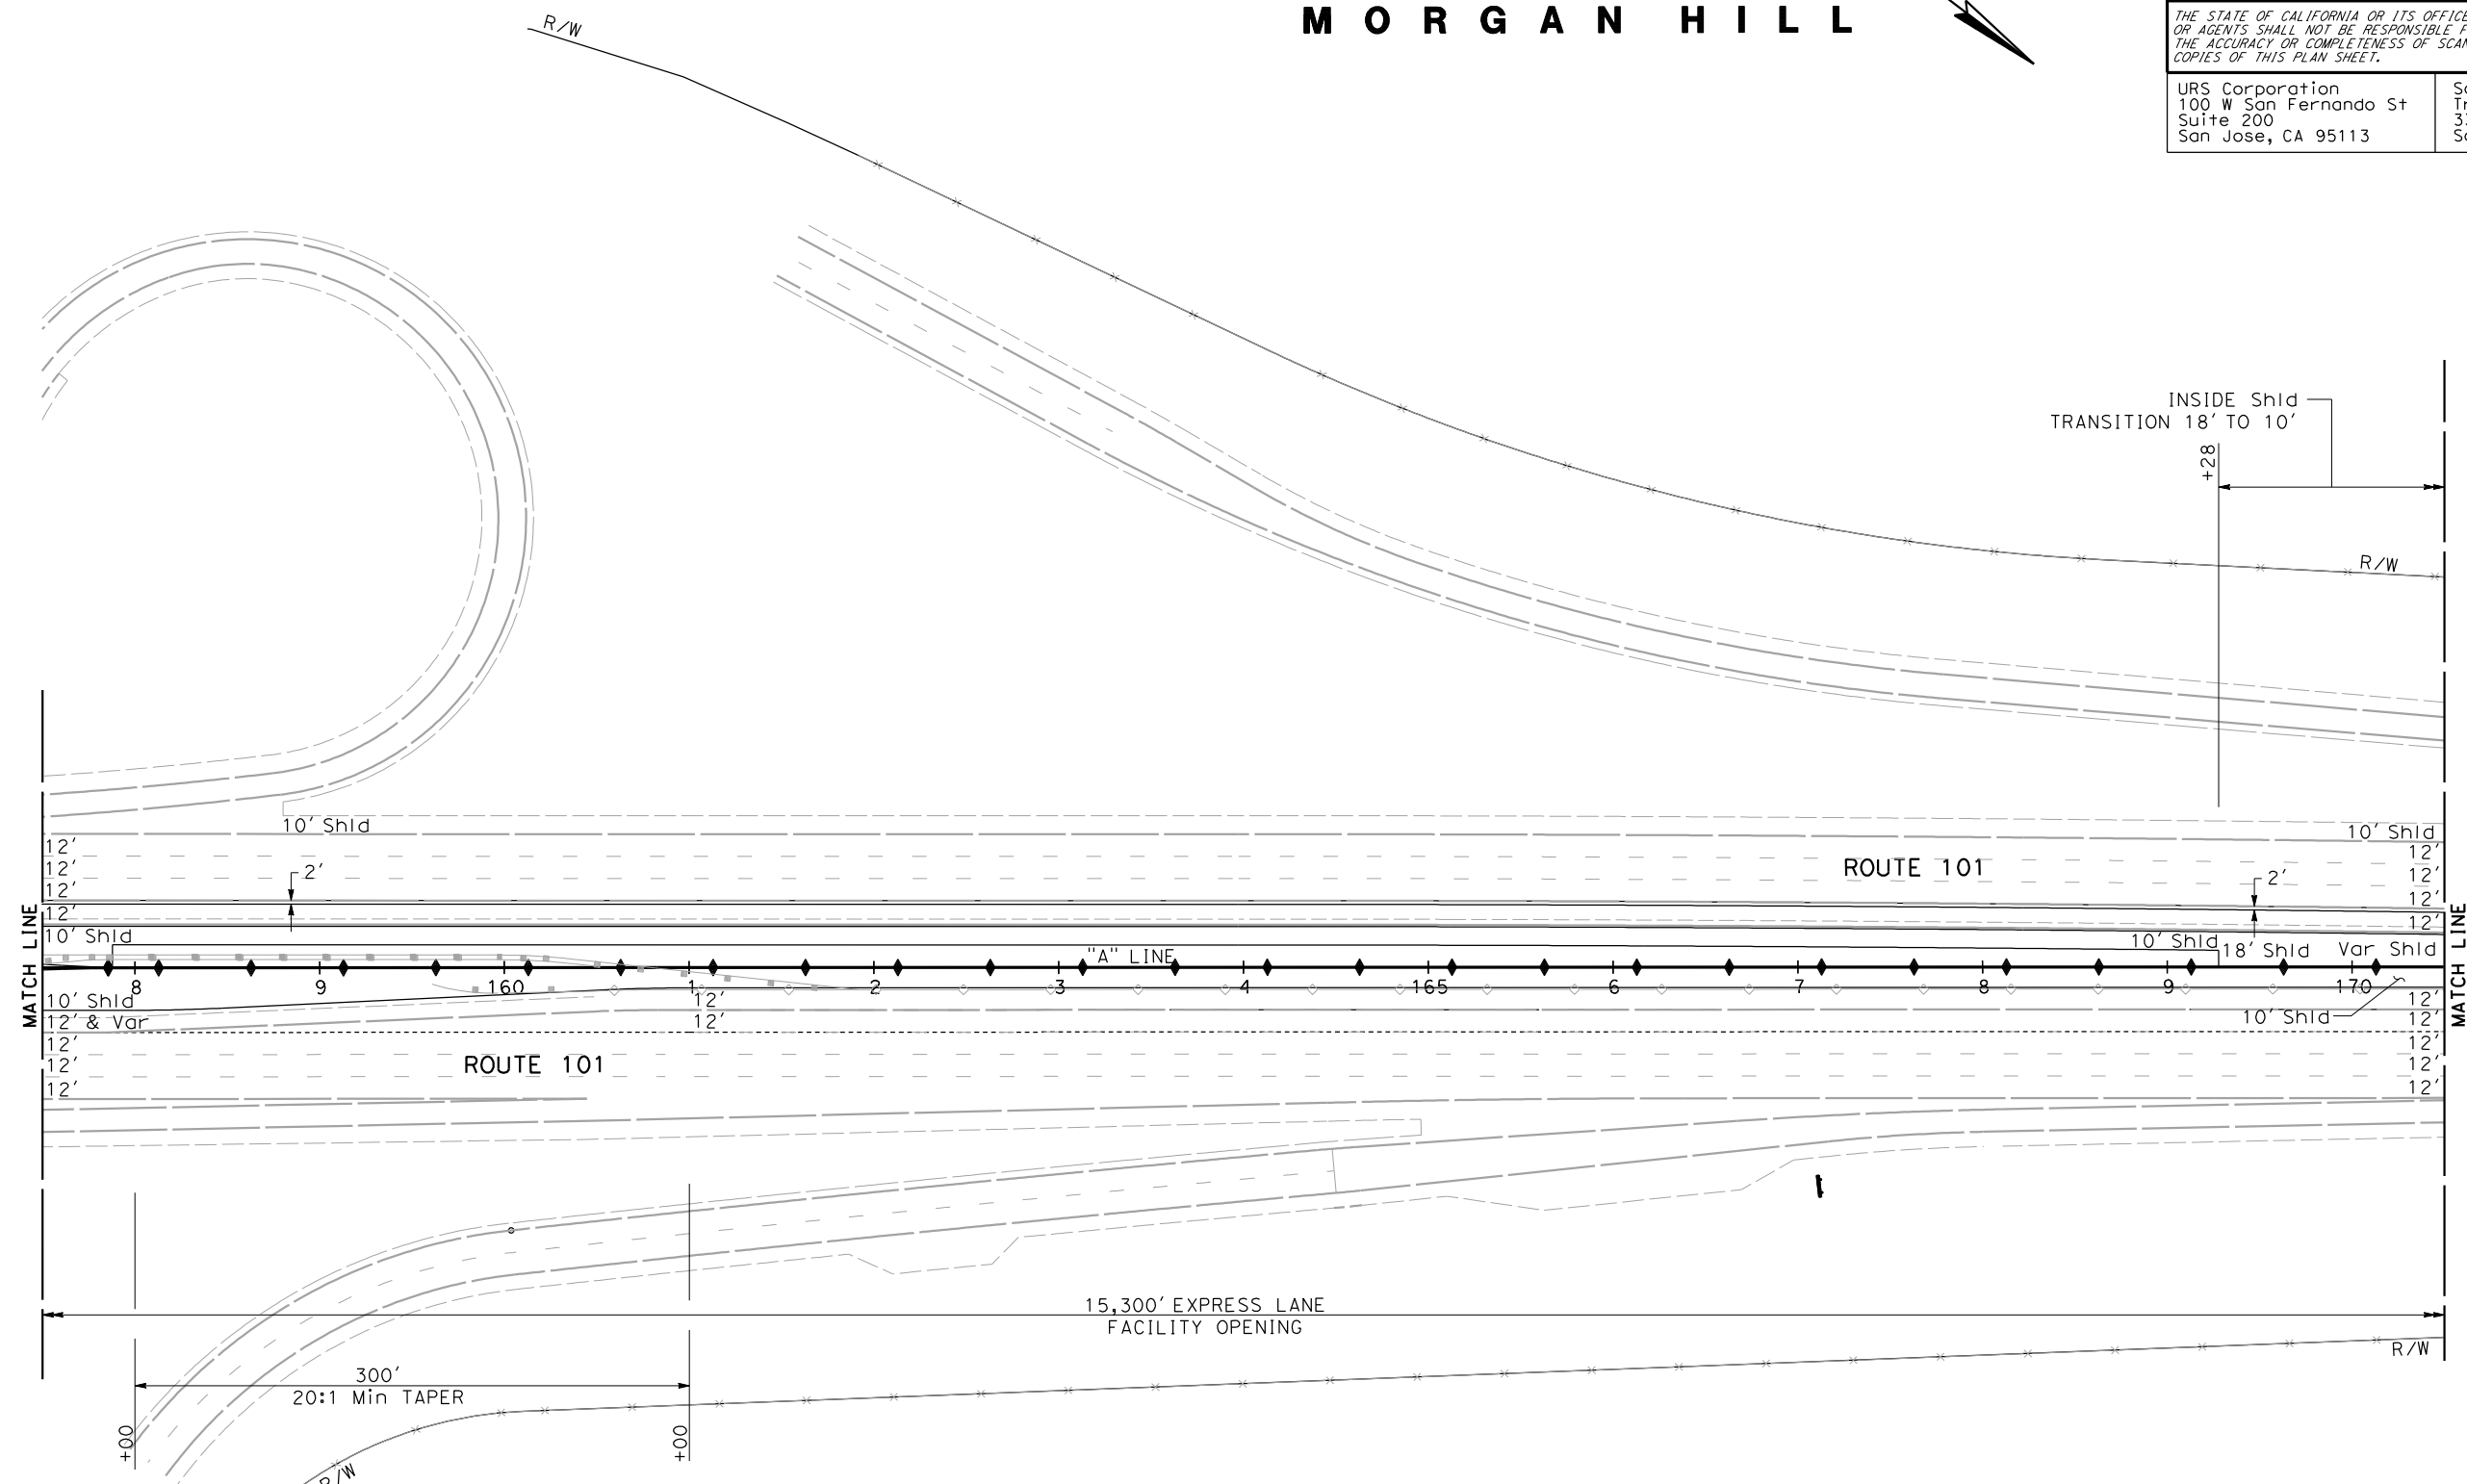 R/W
MORGAN HILL
THE STATE OF CALIFORNIA OR ITS
OR AGENTS SHALL NOT BE RESPONSIBLE
THE ACCURACY OR COMPLETENESS OF
COPIES OF THIS PLAN SHEET.
URS Corporation
100 W San Fernando St
Suite 200
San Jose, CA 95113
INSIDE Shld
TRANSITION 18' TO 10'
+28
R/W
10' Shld
10' Shld
12'
12'
12'
12'
12'
12'
ROUTE 101
2'
2'
12'
12'
MATCH LINE
MATCH LINE
10' Shld
"A" LINE
10' Shld
18' Shld
Var Shld
8 9 160 1 2 3 4 165 6 7 8 9 170
10' Shld
12'
12'
12' & Var
12'
12'
10' Shld
12'
12'
12'
12'
12'
12'
ROUTE 101
15,300' EXPRESS LANE
FACILITY OPENING
R/W
300'
20:1 Min TAPER
+00
+00
R/W